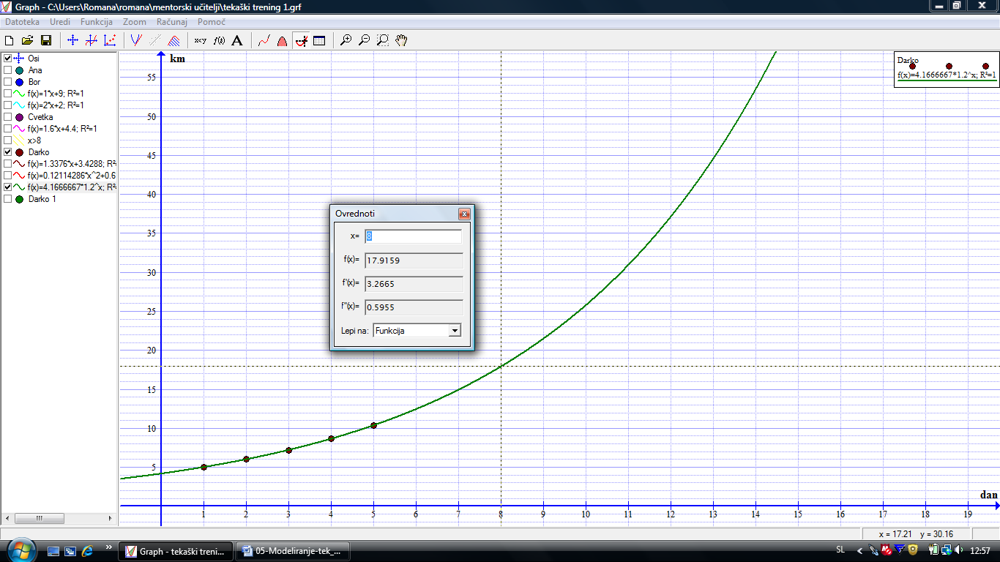 Graph - C:\Users\Romana\romana\mentorski učitelji\tekaški trening 1.grf
Datoteka Uredi Funkcija Zoom Računaj Pomoč
Osi
Ana
Bor
f(x)=1*x+9; R²=1
f(x)=2*x+2; R²=1
Cvetka
f(x)=1.6*x+4.4; R²=1
x>8
Darko
f(x)=1.3376*x+3.4288; R²
f(x)=0.12114286*x^2+0.6
f(x)=4.1666667*1.2^x; R²
Darko 1
km
55
50
45
40
35
30
25
20
15
10
5
1 2 3 4 5 6 7 8 9 10 11 12 13 14 15 16 17 18 19
dan
Darko
f(x)=4.1666667*1.2^x; R²=1
Ovrednoti
x= 8
f(x)= 17.9159
f'(x)= 3.2665
f''(x)= 0.5955
Lepi na: Funkcija
x = 17.21 y = 30.16
Graph - tekaški treni...
05-Modeliranje-tek_...
SL
12:57